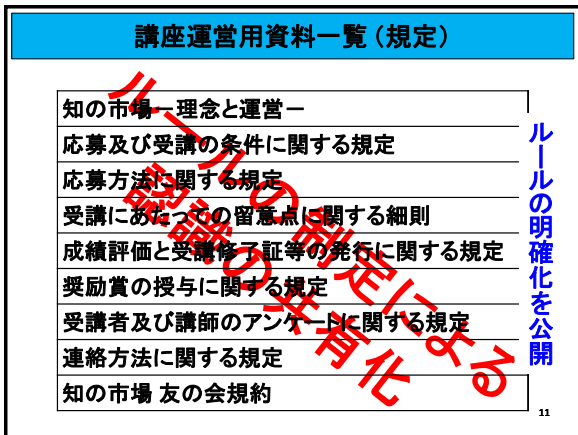 講座運営用資料一覧（規定）
知の市場－理念と運営－
応募及び受講の条件に関する規定
応募方法に関する規定
受講にあたっての留意点に関する細則
成績評価と受講修了証等の発行に関する規定
奨励賞の授与に関する規定
受講者及び講師のアンケートに関する規定
連絡方法に関する規定
知の市場 友の会規約
ルールの制定による
認識の共有化
ルールの明確化を公開
11